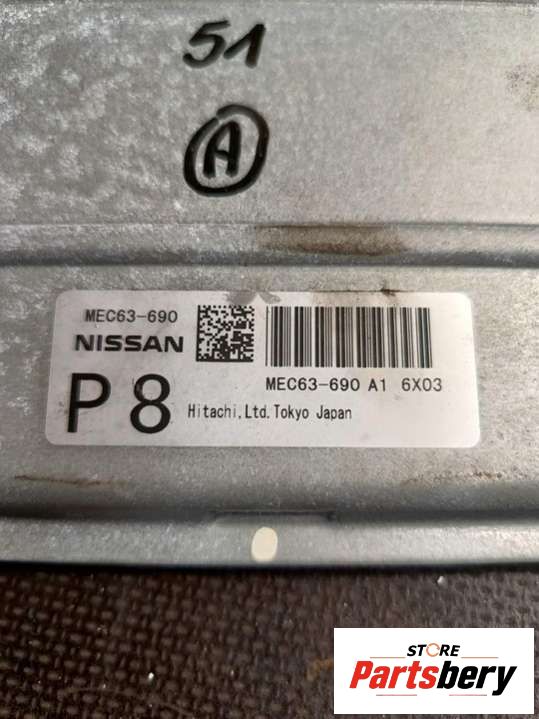 51
A
MEC63-690
NISSAN
MEC63-690 A1 6X03
P8
Hitachi,Ltd.Tokyo Japan
STORE
Partsbery